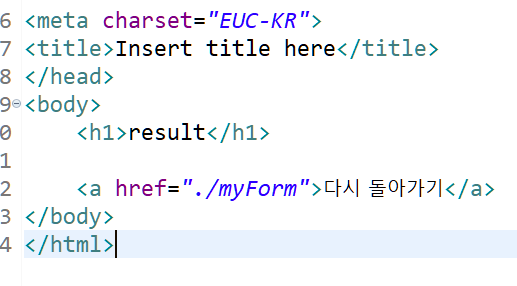 6 <meta charset="EUC-KR">
7 <title>Insert title here</title>
8 </head>
9 <body>
0 <h1>result</h1>
1
2 <a href="./myForm">다시 돌아가기</a>
3 </body>
4 </html>